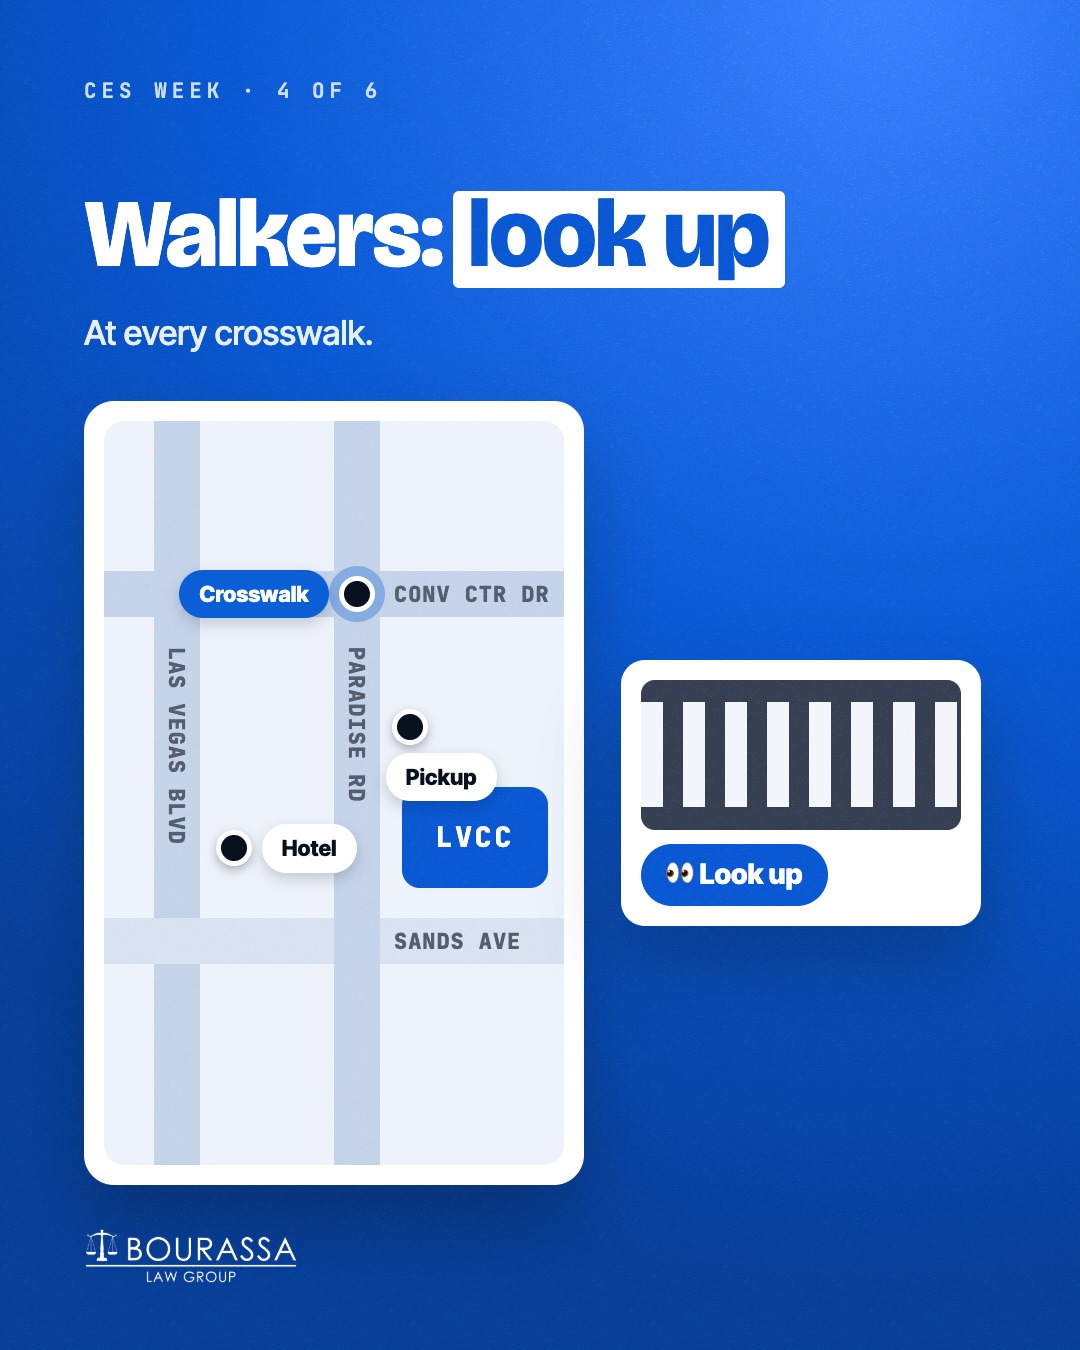 CES WEEK · 4 OF 6
Walkers: look up
At every crosswalk.
Crosswalk
CONV CTR DR
LAS VEGAS BLVD
PARADISE RD
Pickup
LVCC
Hotel
SANDS AVE
👀 Look up
BOURASSA
LAW GROUP